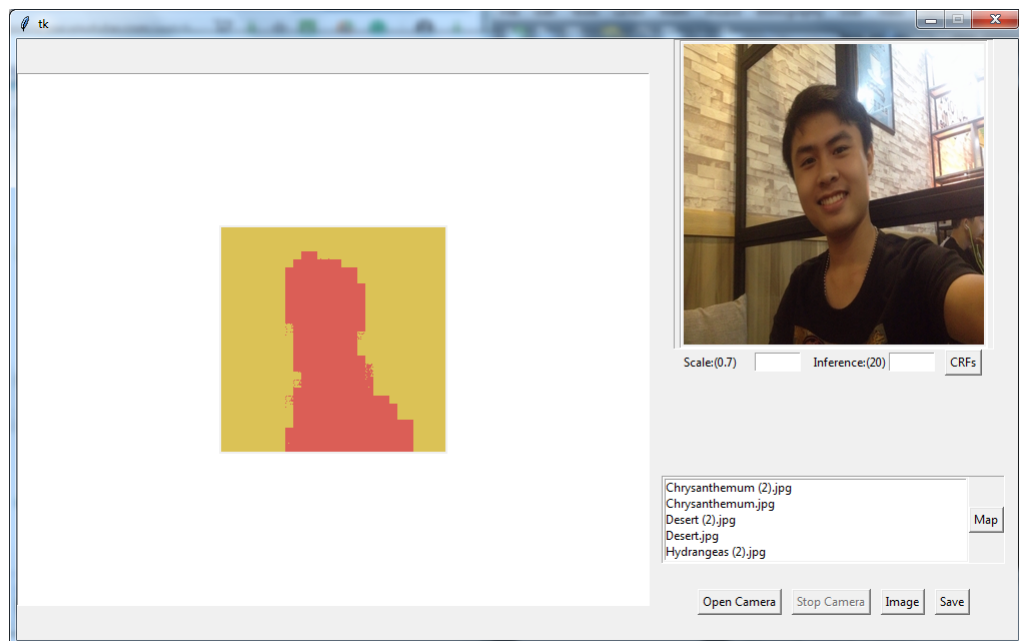 tk
Scale:(0.7) Inference:(20) CRFs
Chrysanthemum (2).jpg
Chrysanthemum.jpg
Desert (2).jpg
Desert.jpg
Hydrangeas (2).jpg
Map
Open Camera Stop Camera Image Save